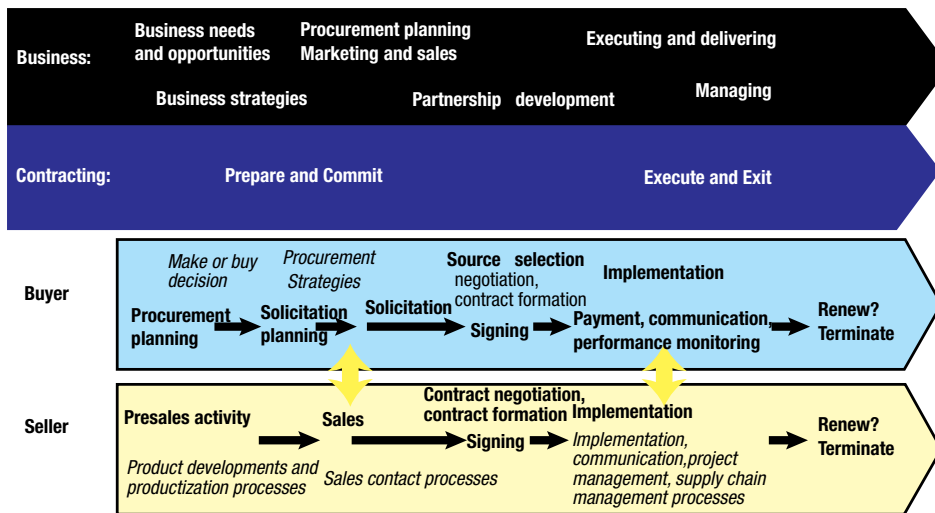 Business:
Business needs
and opportunities
Procurement planning
Marketing and sales
Executing and delivering
Business strategies
Partnership development
Managing
Contracting:
Prepare and Commit
Execute and Exit
Buyer
Make or buy
decision
Procurement
Strategies
Source selection
negotiation,
contract formation
Implementation
Procurement
planning
Solicitation
planning
Solicitation
Signing
Payment, communication,
performance monitoring
Renew?
Terminate
Seller
Presales activity
Product developments and
productization processes
Sales
Sales contact processes
Contract negotiation,
contract formation
Signing
Implementation
Implementation,
communication,project
management, supply chain
management processes
Renew?
Terminate